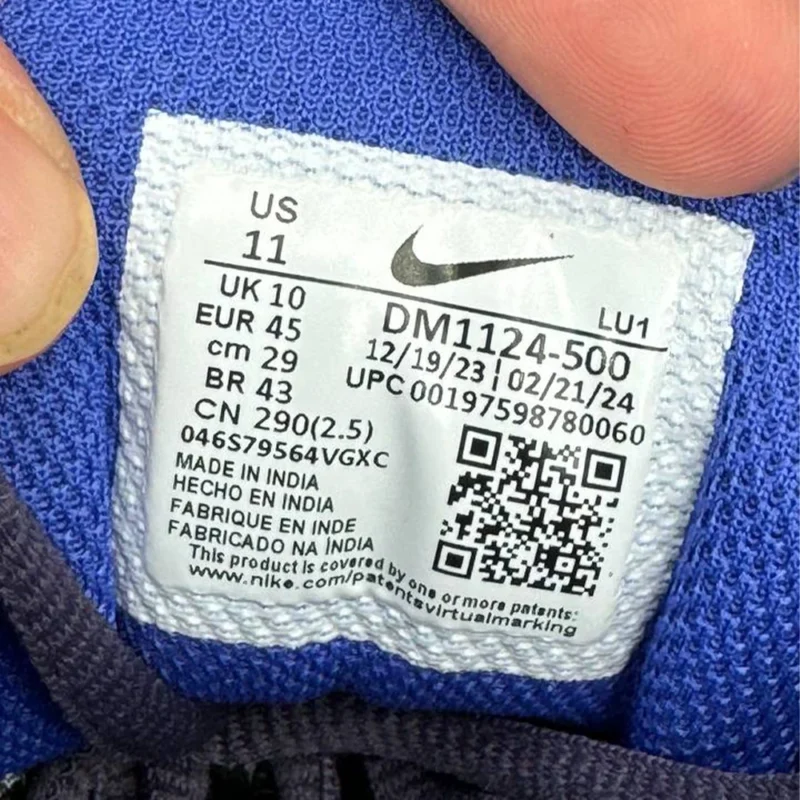 US
11
UK 10
EUR 45
cm 29
BR 43
CN 290(2.5)
046S79564VGXC
MADE IN INDIA
HECHO EN INDIA
FABRIQUE EN INDE
FABRICADO NA ÍNDIA
This product is covered by one or more patents:
www.nike.com/patentsvirtualmarking
LU1
DM1124-500
12/19/23 | 02/21/24
UPC 00197598780060